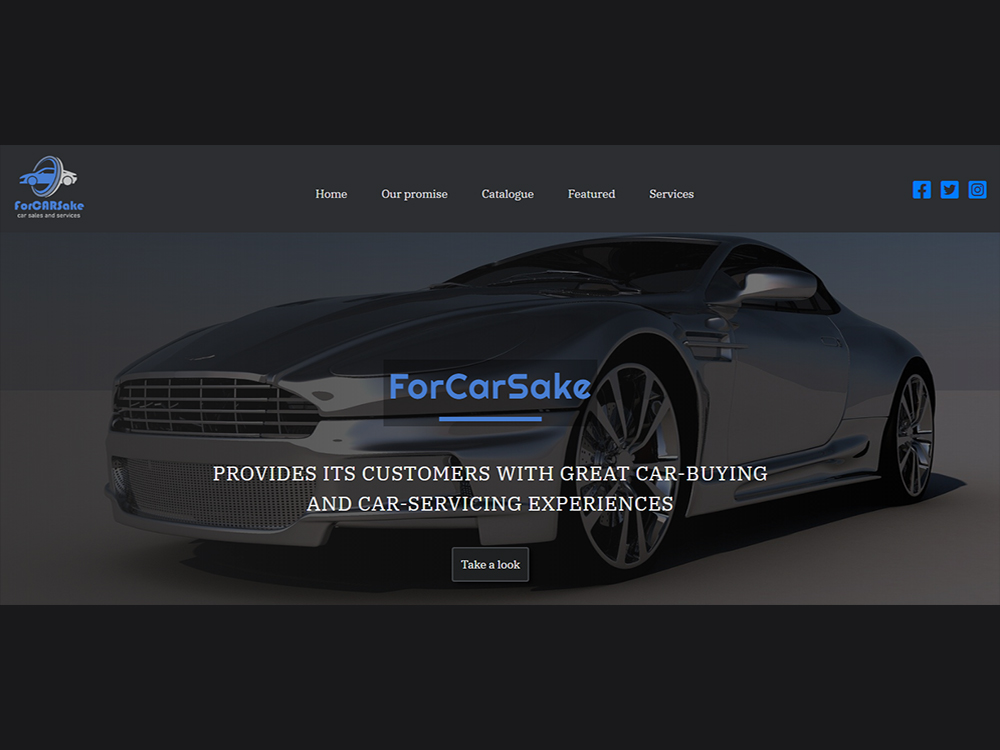 ForCARSake
car sales and services
Home
Our promise
Catalogue
Featured
Services
ForCarSake
PROVIDES ITS CUSTOMERS WITH GREAT CAR-BUYING
AND CAR-SERVICING EXPERIENCES
Take a look